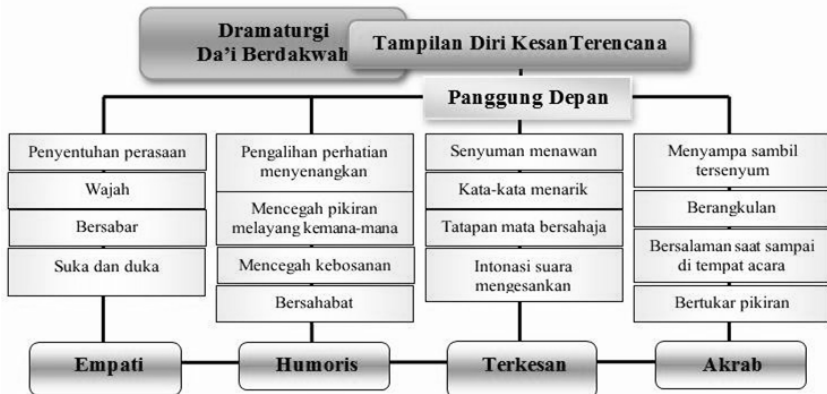 Dramaturgi
Da'i Berdakwah
Tampilan Diri KesanTerencana
Panggung Depan
Penyentuhan perasaan
Wajah
Bersabar
Suka dan duka
Empati
Pengalihan perhatian
menyenangkan
Mencegah pikiran
melayang kemana-mana
Mencegah kebosanan
Bersahabat
Humoris
Senyuman menawan
Kata-kata menarik
Tatapan mata bersahaja
Intonasi suara
mengesankan
Terkesan
Menyampa sambil
tersenyum
Berangkulan
Bersalaman saat sampai
di tempat acara
Bertukar pikiran
Akrab